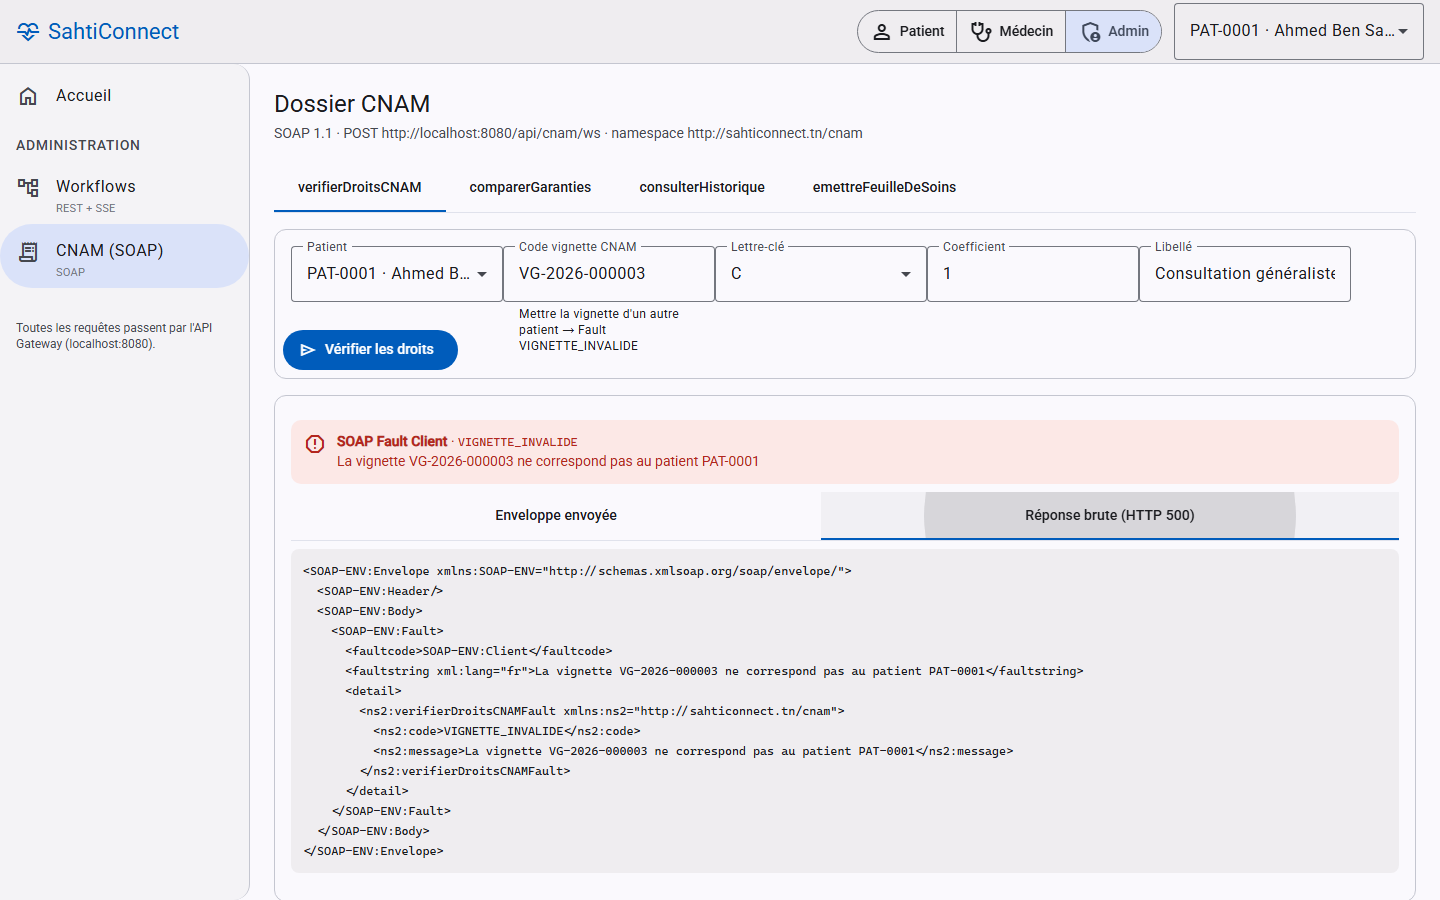 SahtiConnect
Patient
Médecin
Admin
PAT-0001 · Ahmed Ben Sa...
Accueil
ADMINISTRATION
Workflows
REST + SSE
CNAM (SOAP)
SOAP
Toutes les requêtes passent par l'API
Gateway (localhost:8080).
Dossier CNAM
SOAP 1.1 · POST http://localhost:8080/api/cnam/ws · namespace http://sahticonnect.tn/cnam
verifierDroitsCNAM
comparerGaranties
consulterHistorique
emettreFeuilleDeSoins
Patient
PAT-0001 · Ahmed B...
Code vignette CNAM
VG-2026-000003
Mettre la vignette d'un autre
patient → Fault
VIGNETTE_INVALIDE
Lettre-clé
C
Coefficient
1
Libellé
Consultation généraliste
Vérifier les droits
SOAP Fault Client · VIGNETTE_INVALIDE
La vignette VG-2026-000003 ne correspond pas au patient PAT-0001
Enveloppe envoyée
Réponse brute (HTTP 500)
<SOAP-ENV:Envelope xmlns:SOAP-ENV="http://schemas.xmlsoap.org/soap/envelope/">
<SOAP-ENV:Header/>
<SOAP-ENV:Body>
<SOAP-ENV:Fault>
<faultcode>SOAP-ENV:Client</faultcode>
<faultstring xml:lang="fr">La vignette VG-2026-000003 ne correspond pas au patient PAT-0001</faultstring>
<detail>
<ns2:verifierDroitsCNAMFault xmlns:ns2="http://sahticonnect.tn/cnam">
<ns2:code>VIGNETTE_INVALIDE</ns2:code>
<ns2:message>La vignette VG-2026-000003 ne correspond pas au patient PAT-0001</ns2:message>
</ns2:verifierDroitsCNAMFault>
</detail>
</SOAP-ENV:Fault>
</SOAP-ENV:Body>
</SOAP-ENV:Envelope>